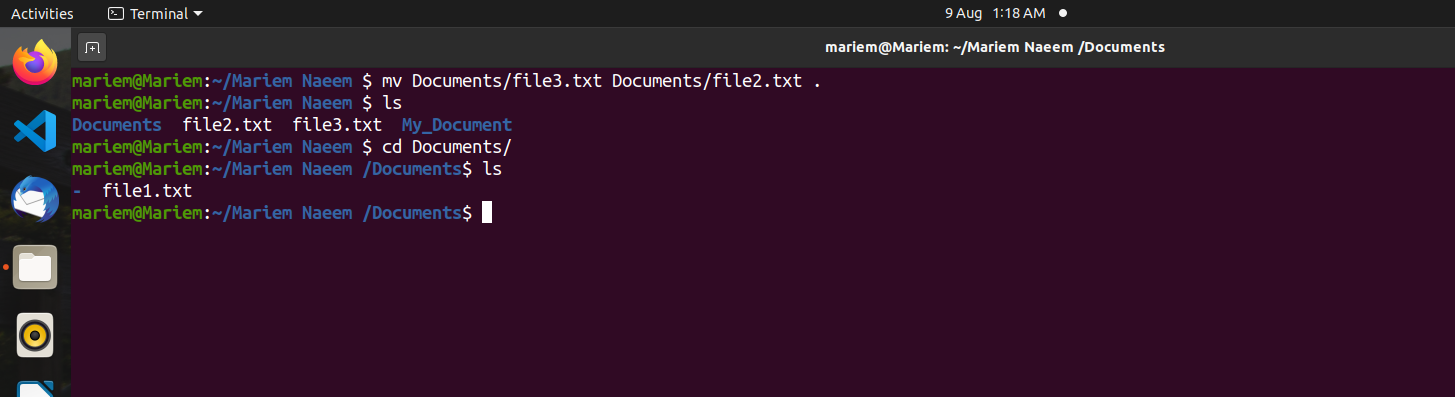 Activities Terminal 9 Aug 1:18 AM
mariem@Mariem: ~/Mariem Naeem /Documents
mariem@Mariem:~/Mariem Naeem $ mv Documents/file3.txt Documents/file2.txt .
mariem@Mariem:~/Mariem Naeem $ ls
Documents file2.txt file3.txt My_Document
mariem@Mariem:~/Mariem Naeem $ cd Documents/
mariem@Mariem:~/Mariem Naeem /Documents$ ls
- file1.txt
mariem@Mariem:~/Mariem Naeem /Documents$